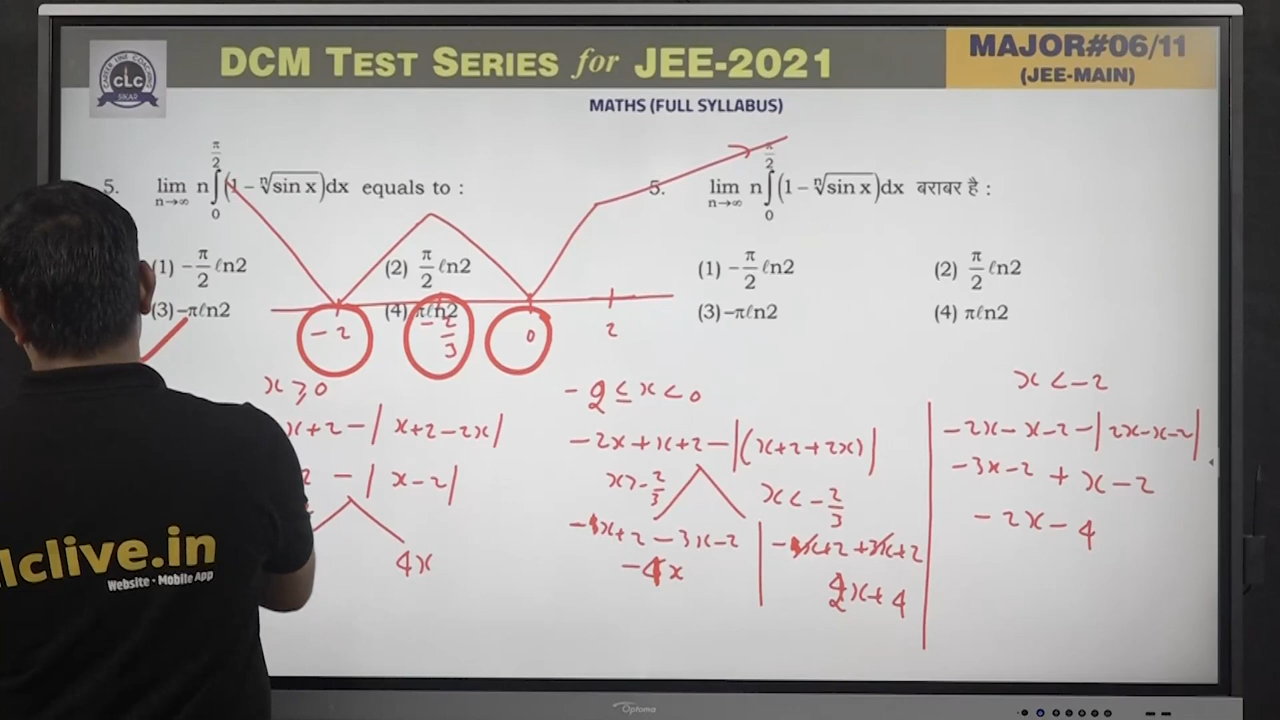 DCM TEST SERIES for JEE-2021
MAJOR#06/11
(JEE-MAIN)
CLC
SIKAR
MATHS (FULL SYLLABUS)
5. lim n→∞ n∫₀^{π/2} (1 − ⁿ√sin x)dx equals to :
(1) −π/2 ℓn2
(2) π/2 ℓn2
(3) −πℓn2
(4) πℓn2
5. lim n→∞ n∫₀^{π/2} (1 − ⁿ√sin x)dx बराबर है :
(1) −π/2 ℓn2
(2) π/2 ℓn2
(3) −πℓn2
(4) πℓn2
−2
−2/3
0
2
x ≥ 0
x+2 − | x+2−2x|
2 − | x−2|
4x
−2 ≤ x < 0
−2x+x+2 − |(x+2+2x)|
x>−2/3
x < −2/3
−x+2 − 3x−2
−4x
−x+2 +3x+2
2x+4
x < −2
−2x −x−2 −|2x−x−2|
−3x−2 + x−2
−2x − 4
lclive.in
Website • Mobile App
Optoma